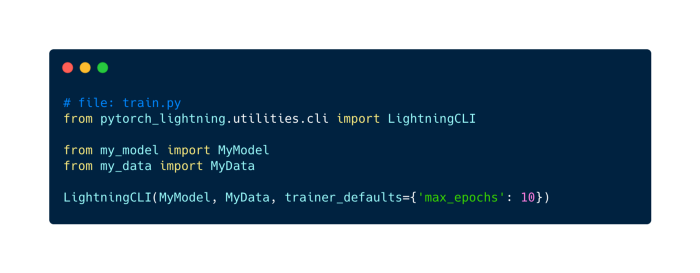 # file: train.py
from pytorch_lightning.utilities.cli import LightningCLI
from my_model import MyModel
from my_data import MyData
LightningCLI(MyModel, MyData, trainer_defaults={'max_epochs': 10})